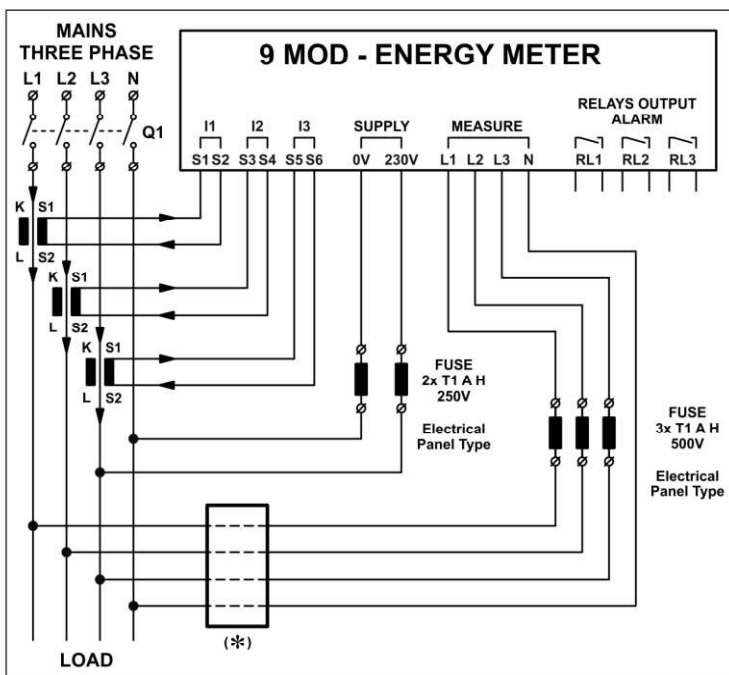 MAINS
THREE PHASE
L1 L2 L3 N
Q1
9 MOD - ENERGY METER
I1 I2 I3 SUPPLY MEASURE
RELAYS OUTPUT
ALARM
S1 S2 S3 S4 S5 S6 0V 230V L1 L2 L3 N RL1 RL2 RL3
K S1
L S2
K S1
L S2
K S1
L S2
FUSE
2x T1 A H
250V
Electrical
Panel Type
FUSE
3x T1 A H
500V
Electrical
Panel Type
(*)
LOAD